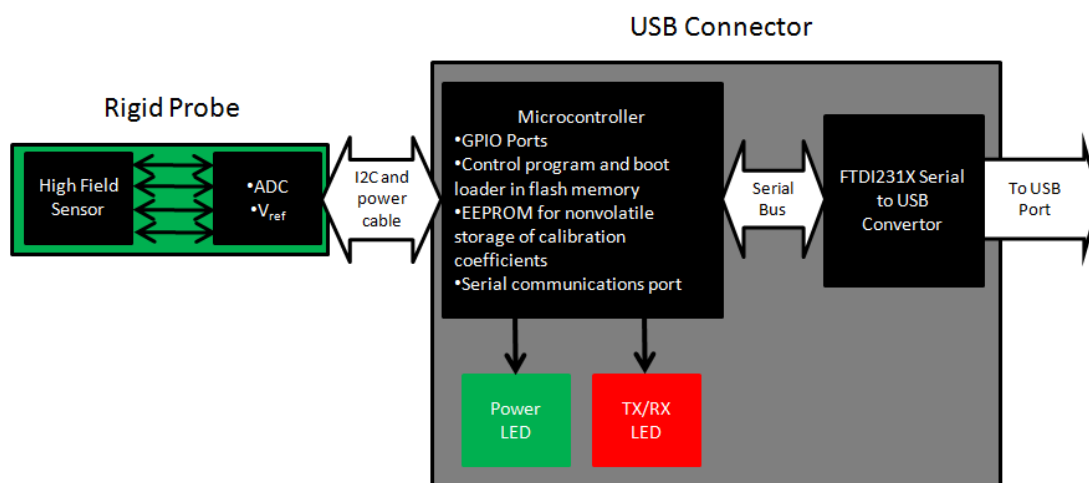 USB Connector
Rigid Probe
High Field
Sensor
•ADC
•Vref
I2C and
power
cable
Microcontroller
•GPIO Ports
•Control program and boot
loader in flash memory
•EEPROM for nonvolatile
storage of calibration
coefficients
•Serial communications port
Serial
Bus
FTDI231X Serial
to USB
Convertor
To USB
Port
Power
LED
TX/RX
LED